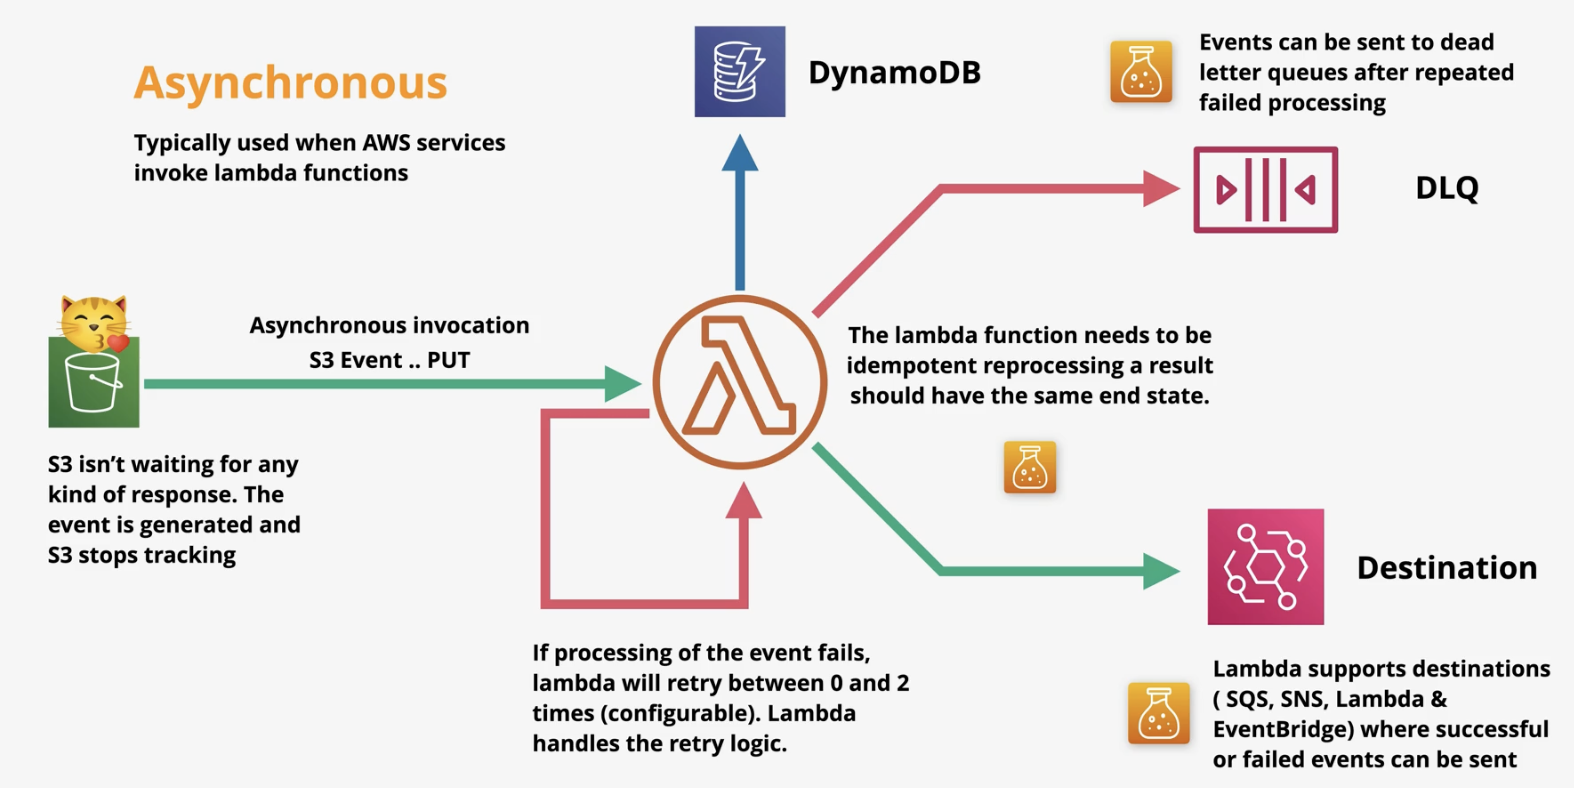 Asynchronous
Typically used when AWS services
invoke lambda functions
DynamoDB
Events can be sent to dead
letter queues after repeated
failed processing
DLQ
Asynchronous invocation
S3 Event .. PUT
The lambda function needs to be
idempotent reprocessing a result
should have the same end state.
S3 isn’t waiting for any
kind of response. The
event is generated and
S3 stops tracking
Destination
If processing of the event fails,
lambda will retry between 0 and 2
times (configurable). Lambda
handles the retry logic.
Lambda supports destinations
( SQS, SNS, Lambda &
EventBridge) where successful
or failed events can be sent